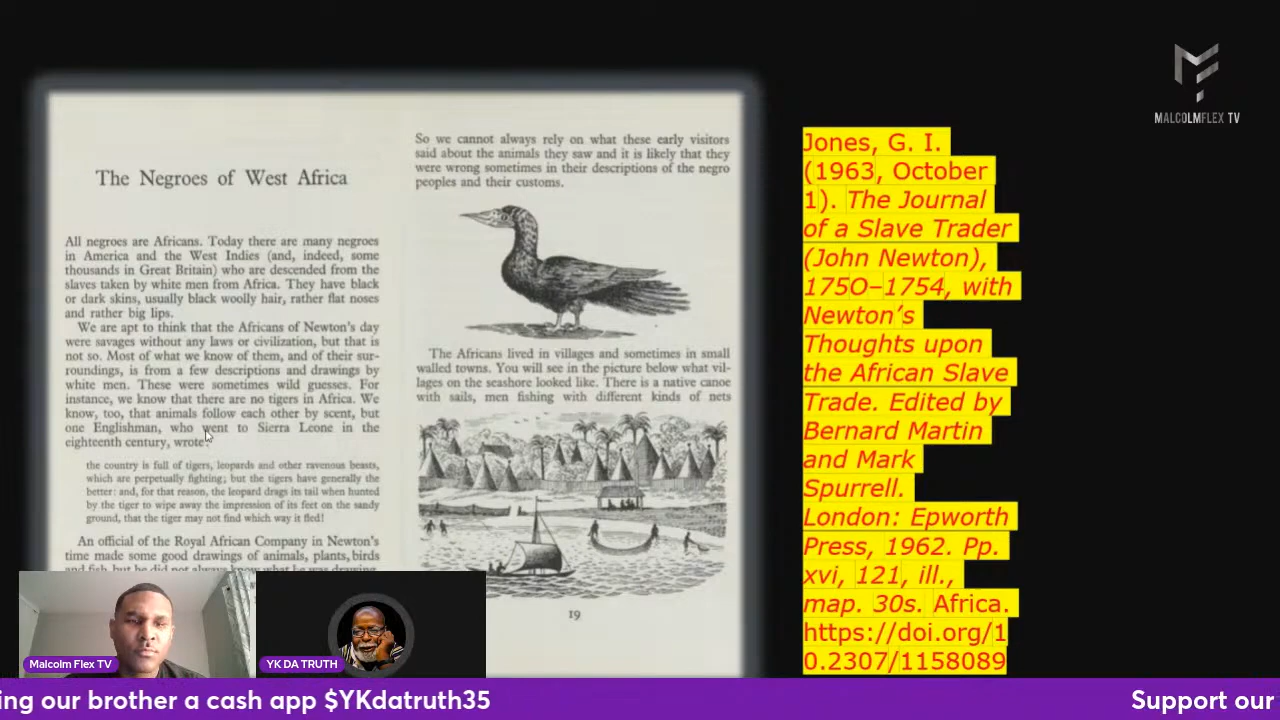 MALCOLMFLEX TV
The Negroes of West Africa
All negroes are Africans. Today there are many negroes
in America and the West Indies (and, indeed, some
thousands in Great Britain) who are descended from the
slaves taken by white men from Africa. They have black
or dark skins, usually black woolly hair, rather flat noses
and rather big lips.
We are apt to think that the Africans of Newton's day
were savages without any laws or civilization, but that is
not so. Most of what we know of them, and of their sur-
roundings, is from a few descriptions and drawings by
white men. These were sometimes wild guesses. For
instance, we know that there are no tigers in Africa. We
know, too, that animals follow each other by scent, but
one Englishman, who went to Sierra Leone in the
eighteenth century, wrote:
the country is full of tigers, leopards and other ravenous beasts,
which are perpetually fighting; but the tigers have generally the
better: and, for that reason, the leopard drags its tail when hunted
by the tiger to wipe away the impression of its feet on the sandy
ground, that the tiger may not find which way it fled!
An official of the Royal African Company in Newton's
time made some good drawings of animals, plants, birds
and fish, but he did not always know what he was drawing.
So we cannot always rely on what these early visitors
said about the animals they saw and it is likely that they
were wrong sometimes in their descriptions of the negro
peoples and their customs.
The Africans lived in villages and sometimes in small
walled towns. You will see in the picture below what vil-
lages on the seashore looked like. There is a native canoe
with sails, men fishing with different kinds of nets
19
Jones, G. I.
(1963, October
1). The Journal
of a Slave Trader
(John Newton),
175O–1754, with
Newton's
Thoughts upon
the African Slave
Trade. Edited by
Bernard Martin
and Mark
Spurrell.
London: Epworth
Press, 1962. Pp.
xvi, 121, ill.,
map. 30s. Africa.
https://doi.org/1
0.2307/1158089
Malcolm Flex TV
YK DA TRUTH
ing our brother a cash app $YKdatruth35
Support our